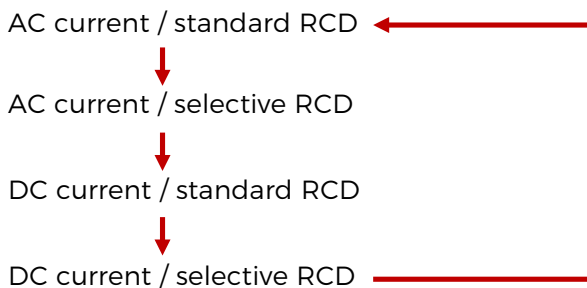 AC current / standard RCD
AC current / selective RCD
DC current / standard RCD
DC current / selective RCD